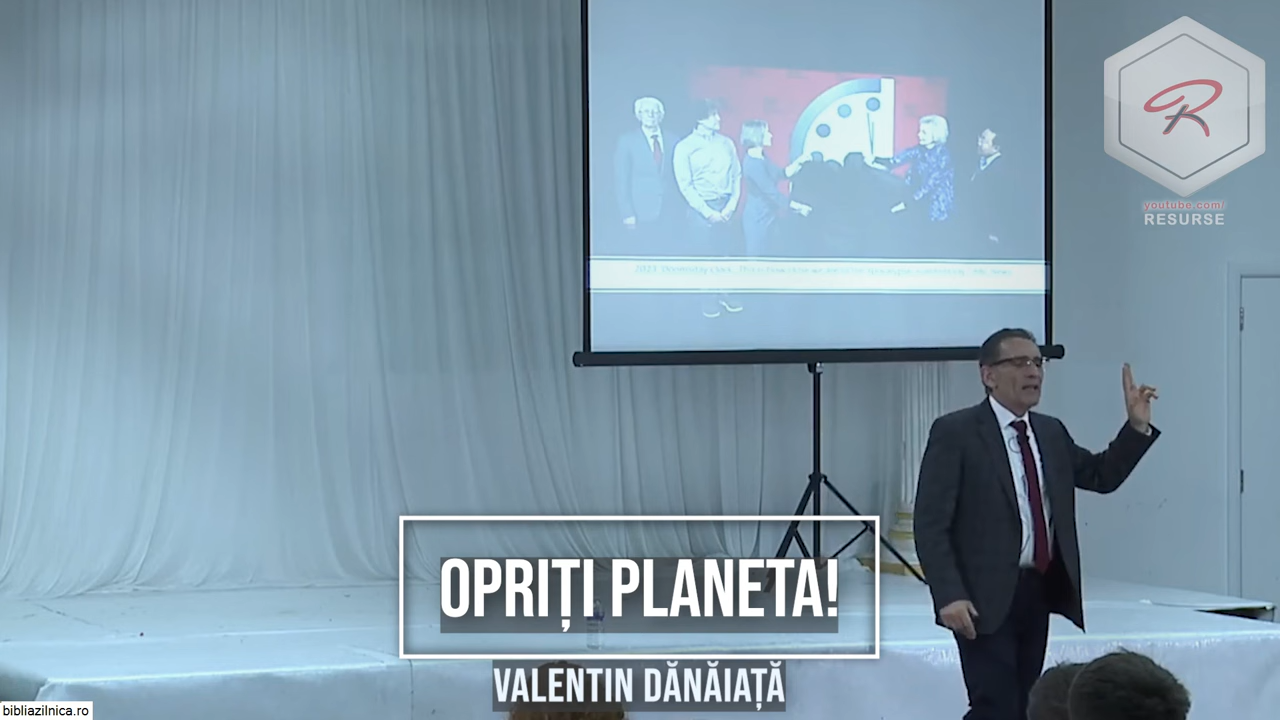 R
youtube.com/
RESURSE
2023: Doomsday Clock:
OPRIȚI PLANETA!
VALENTIN DĂNĂIAȚĂ
bibliazilnica.ro